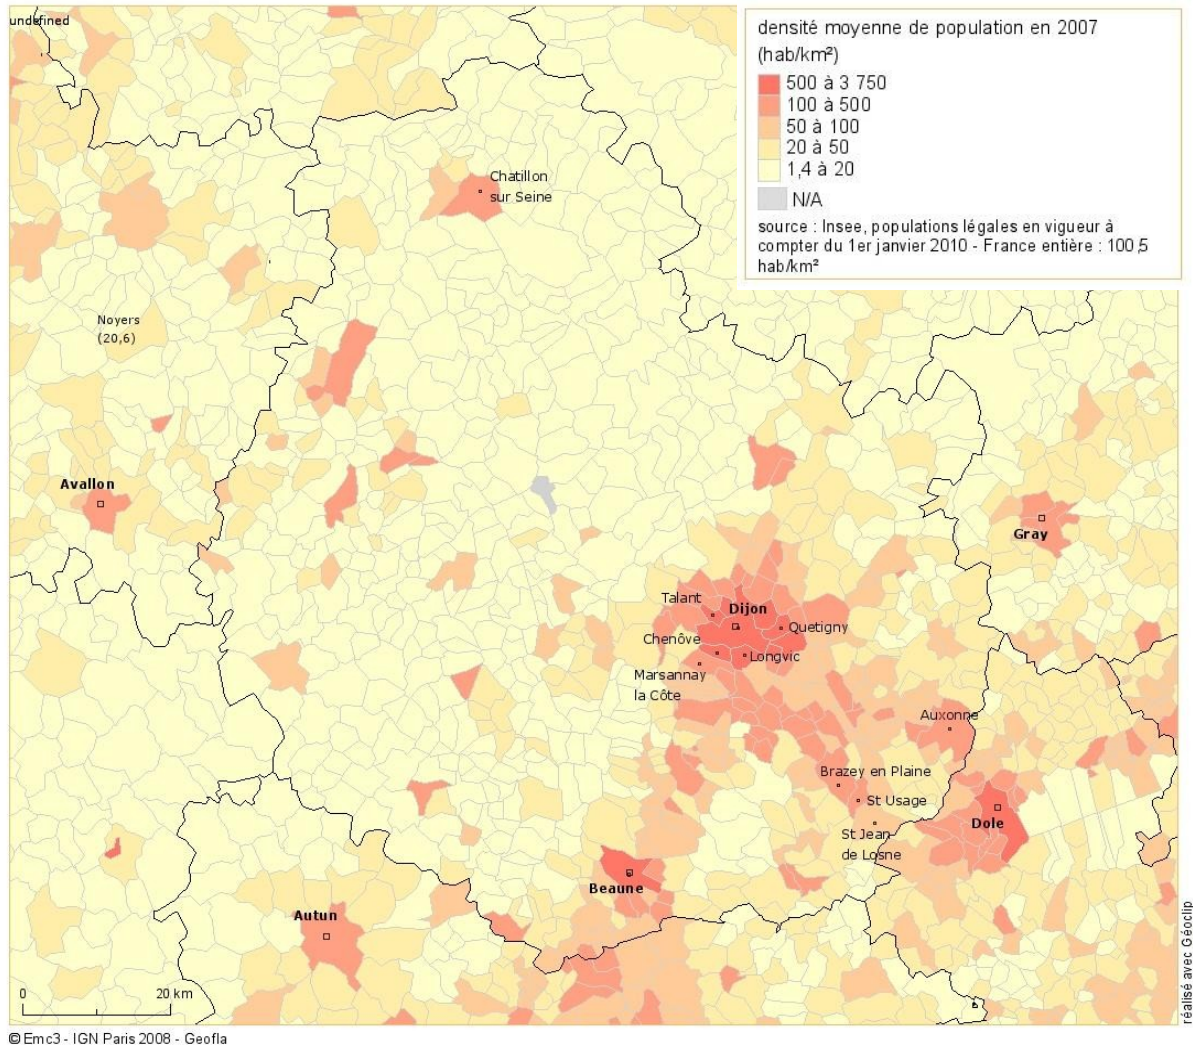 undefined
densité moyenne de population en 2007
(hab/km²)
500 à 3 750
100 à 500
50 à 100
20 à 50
1,4 à 20
N/A
source : Insee, populations légales en vigueur à
compter du 1er janvier 2010 - France entière : 100,5
hab/km²
Chatillon
sur Seine
Noyers
(20,6)
Avallon
Gray
Talant
Dijon
Quetigny
Chenôve
Longvic
Marsannay
la Côte
Auxonne
Brazey en Plaine
St Usage
St Jean
de Losne
Dole
Beaune
Autun
0 20 km
réalisé avec Géoclip
© Emc3 - IGN Paris 2008 - Geofla